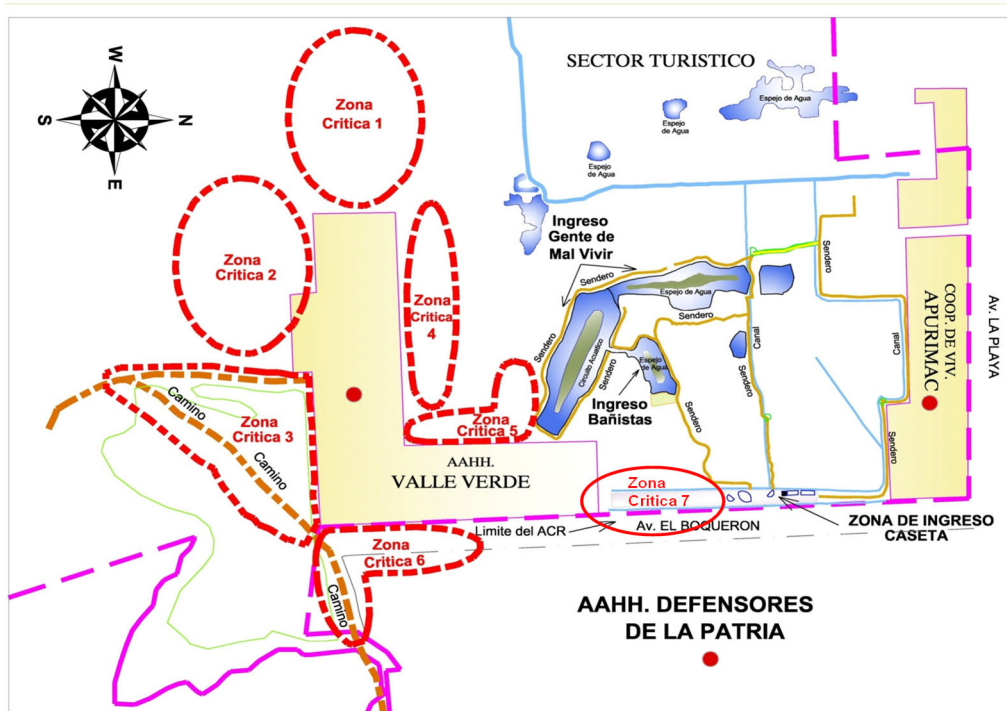 W
S
N
E
Zona
Critica 1
SECTOR TURISTICO
Espejo de Agua
Espejo
de Agua
Espejo
de Agua
Zona
Critica 2
Ingreso
Gente de
Mal Vivir
Zona
Critica
4
Sendero
Espejo de Agua
Sendero
Sendero
Sendero
Circuito Acuatico
Sendero
Espejo
de Agua
Canal
Canal
Sendero
COOP. DE VIV.
APURIMAC
Av. LA PLAYA
Ingreso
Bañistas
Camino
Zona
Critica 3
Camino
Zona
Critica 5
AAHH.
VALLE VERDE
Zona
Critica 7
Limite del ACR
Av. EL BOQUERON
ZONA DE INGRESO
CASETA
Zona
Critica 6
Camino
AAHH. DEFENSORES
DE LA PATRIA